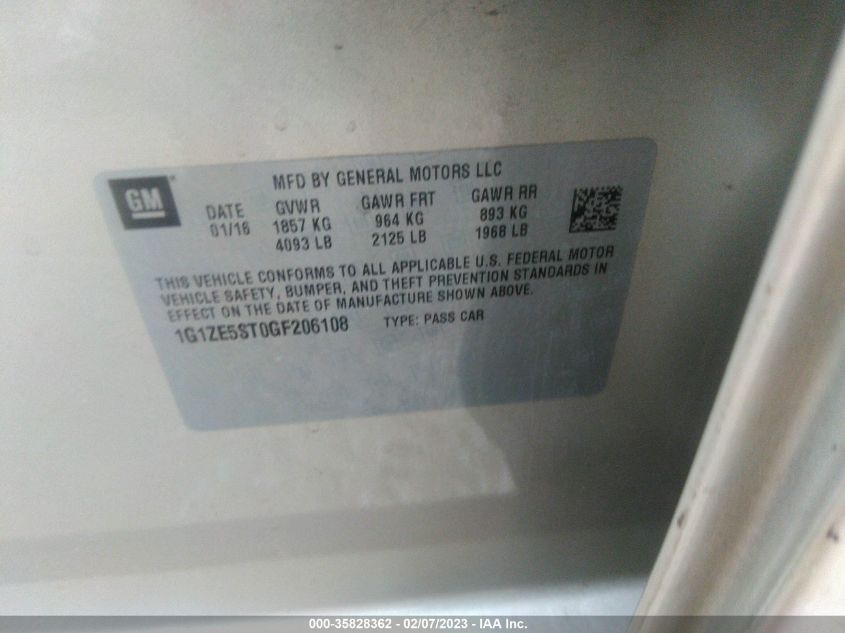 GM
MFD BY GENERAL MOTORS LLC
DATE GVWR GAWR FRT GAWR RR
01/16 1857 KG 964 KG 893 KG
4093 LB 2125 LB 1968 LB
THIS VEHICLE CONFORMS TO ALL APPLICABLE U.S. FEDERAL MOTOR
VEHICLE SAFETY, BUMPER, AND THEFT PREVENTION STANDARDS IN
EFFECT ON THE DATE OF MANUFACTURE SHOWN ABOVE.
1G1ZE5ST0GF206108 TYPE: PASS CAR
000-35828362 - 02/07/2023 - IAA Inc.